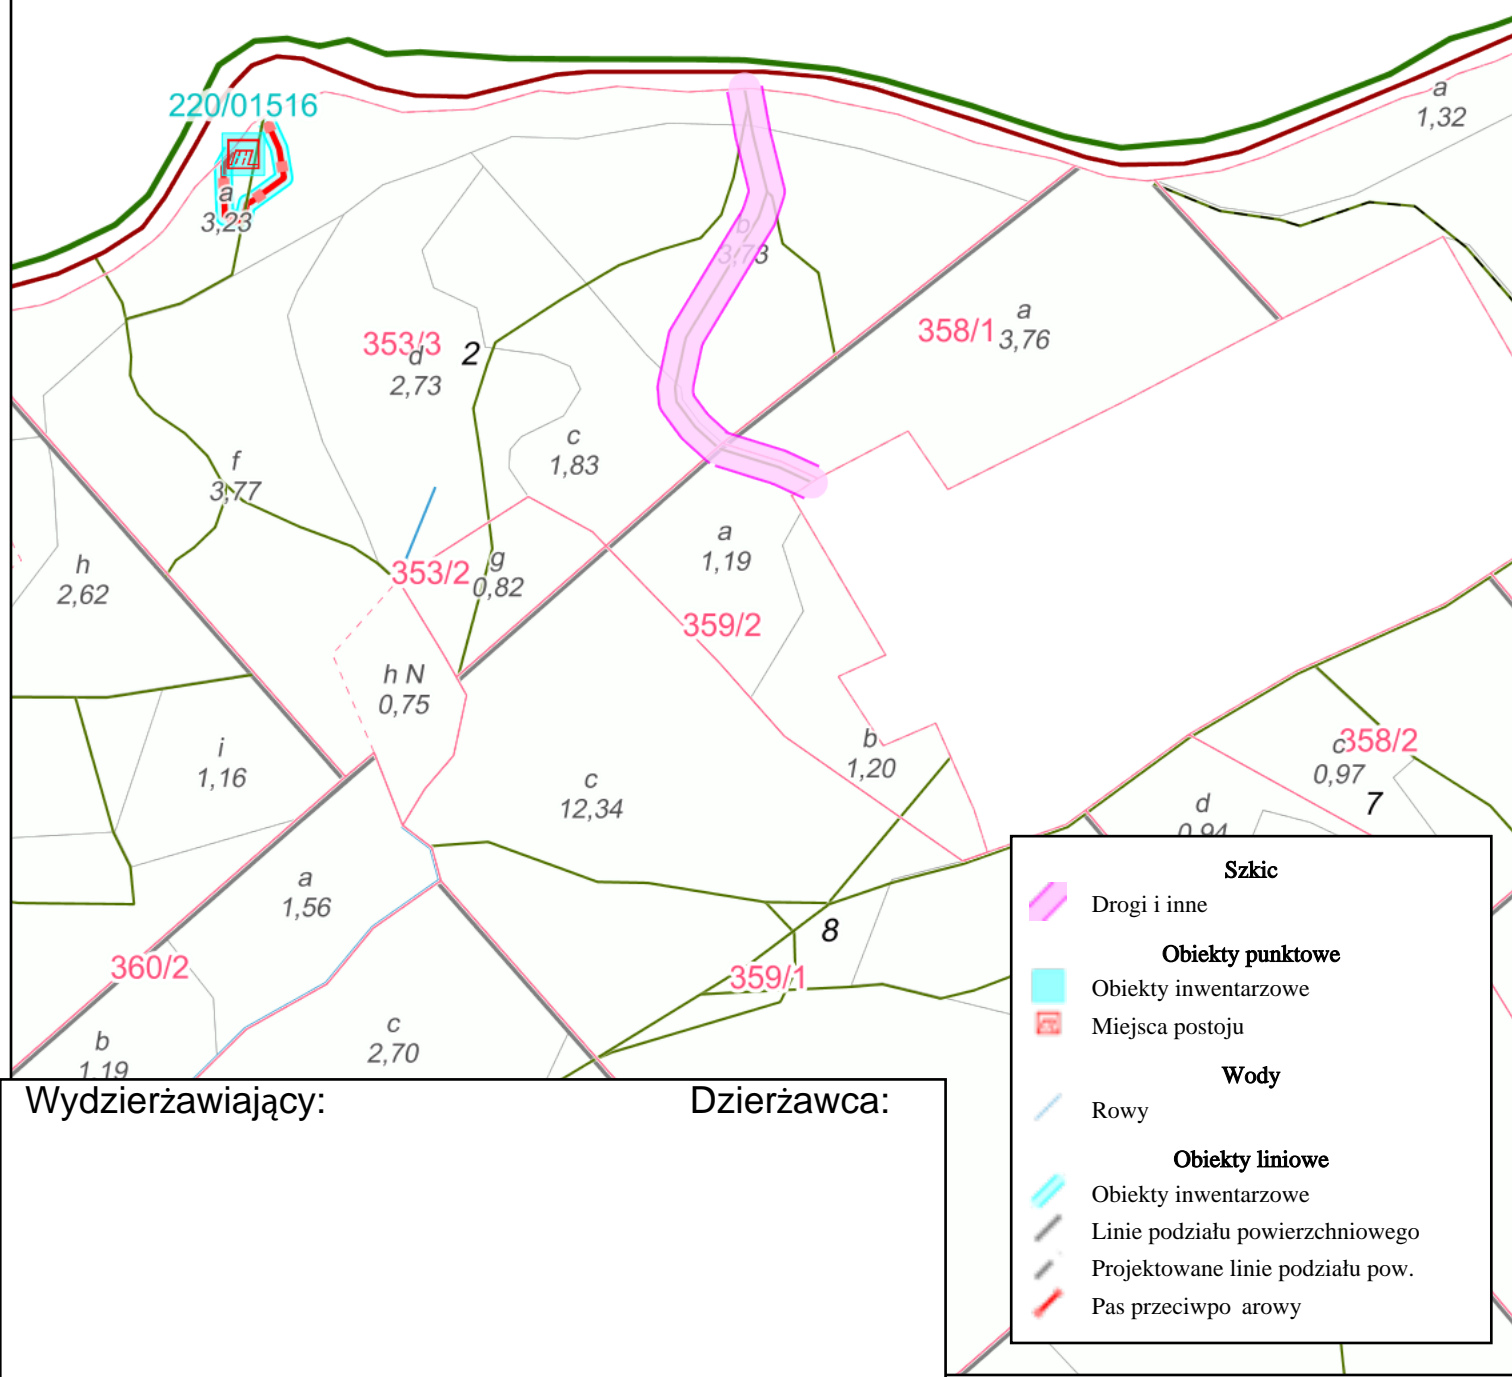 a
1,32
220/01516
a
3,23
b
3,73
a
358/1
3,76
353/3
d
2
2,73
c
1,83
f
3,77
a
1,19
h
2,62
353/2
g
0,82
359/2
h N
0,75
i
1,16
b
1,20
c
12,34
c
358/2
0,97
7
d
0,94
a
1,56
8
360/2
359/1
b
1,19
c
2,70
Wydzierżawiający:
Dzierżawca:
Szkic
Drogi i inne
Obiekty punktowe
Obiekty inwentarzowe
Miejsca postoju
Wody
Rowy
Obiekty liniowe
Obiekty inwentarzowe
Linie podziału powierzchniowego
Projektowane linie podziału pow.
Pas przeciwpo arowy